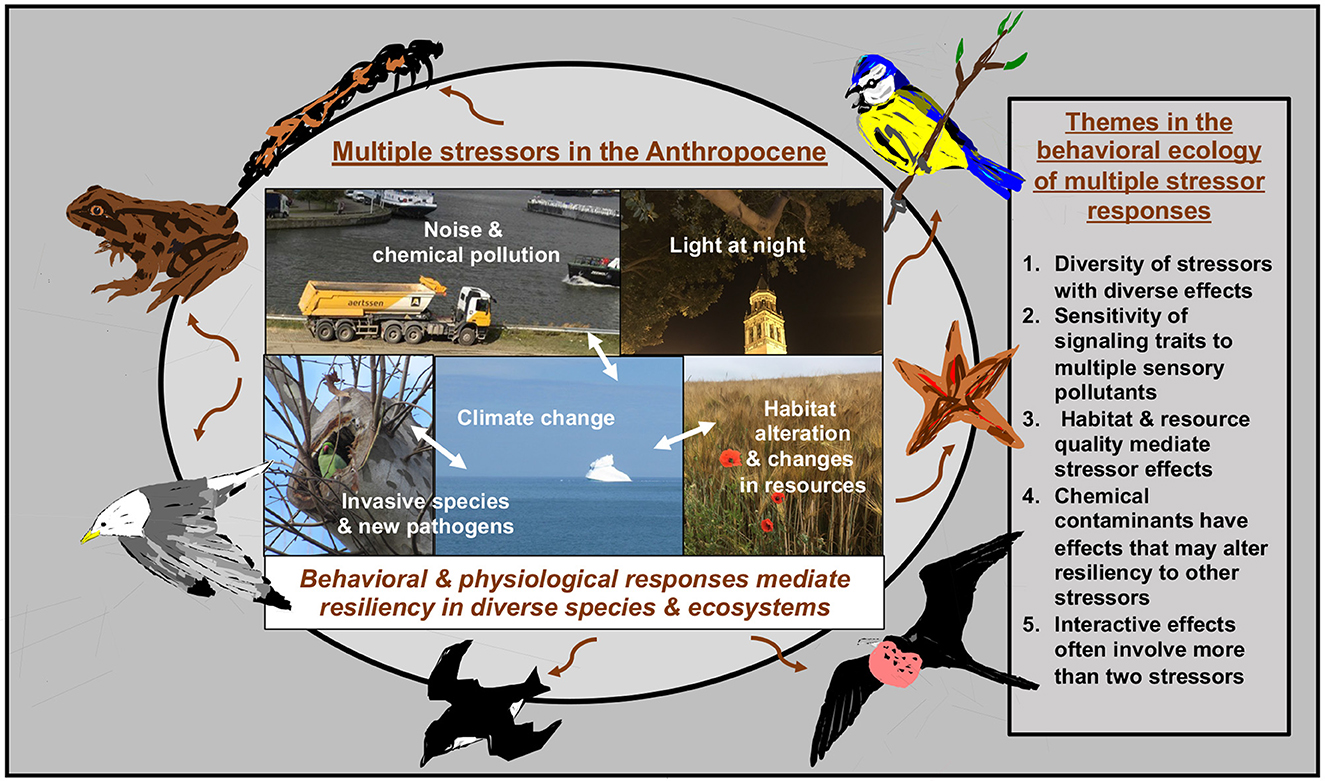 Multiple stressors in the Anthropocene
Noise &
chemical pollution
aertssen
Light at night
Climate change
Habitat
alteration
& changes
in resources
Invasive species
& new pathogens
Behavioral & physiological responses mediate
resiliency in diverse species & ecosystems
Themes in the
behavioral ecology
of multiple stressor
responses
1. Diversity of stressors
with diverse effects
2. Sensitivity of
signaling traits to
multiple sensory
pollutants
3. Habitat & resource
quality mediate
stressor effects
4. Chemical
contaminants have
effects that may alter
resiliency to other
stressors
5. Interactive effects
often involve more
than two stressors